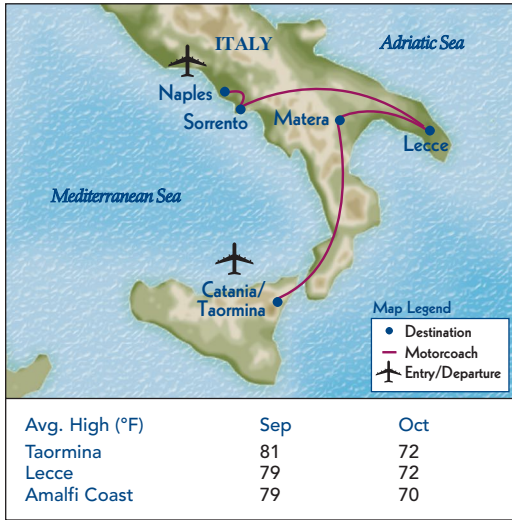 ITALY
Adriatic Sea
Naples
Sorrento
Matera
Lecce
Mediterranean Sea
Catania/
Taormina
Map Legend
Destination
Motorcoach
Entry/Departure
Avg. High (°F) Sep Oct
Taormina 81 72
Lecce 79 72
Amalfi Coast 79 70